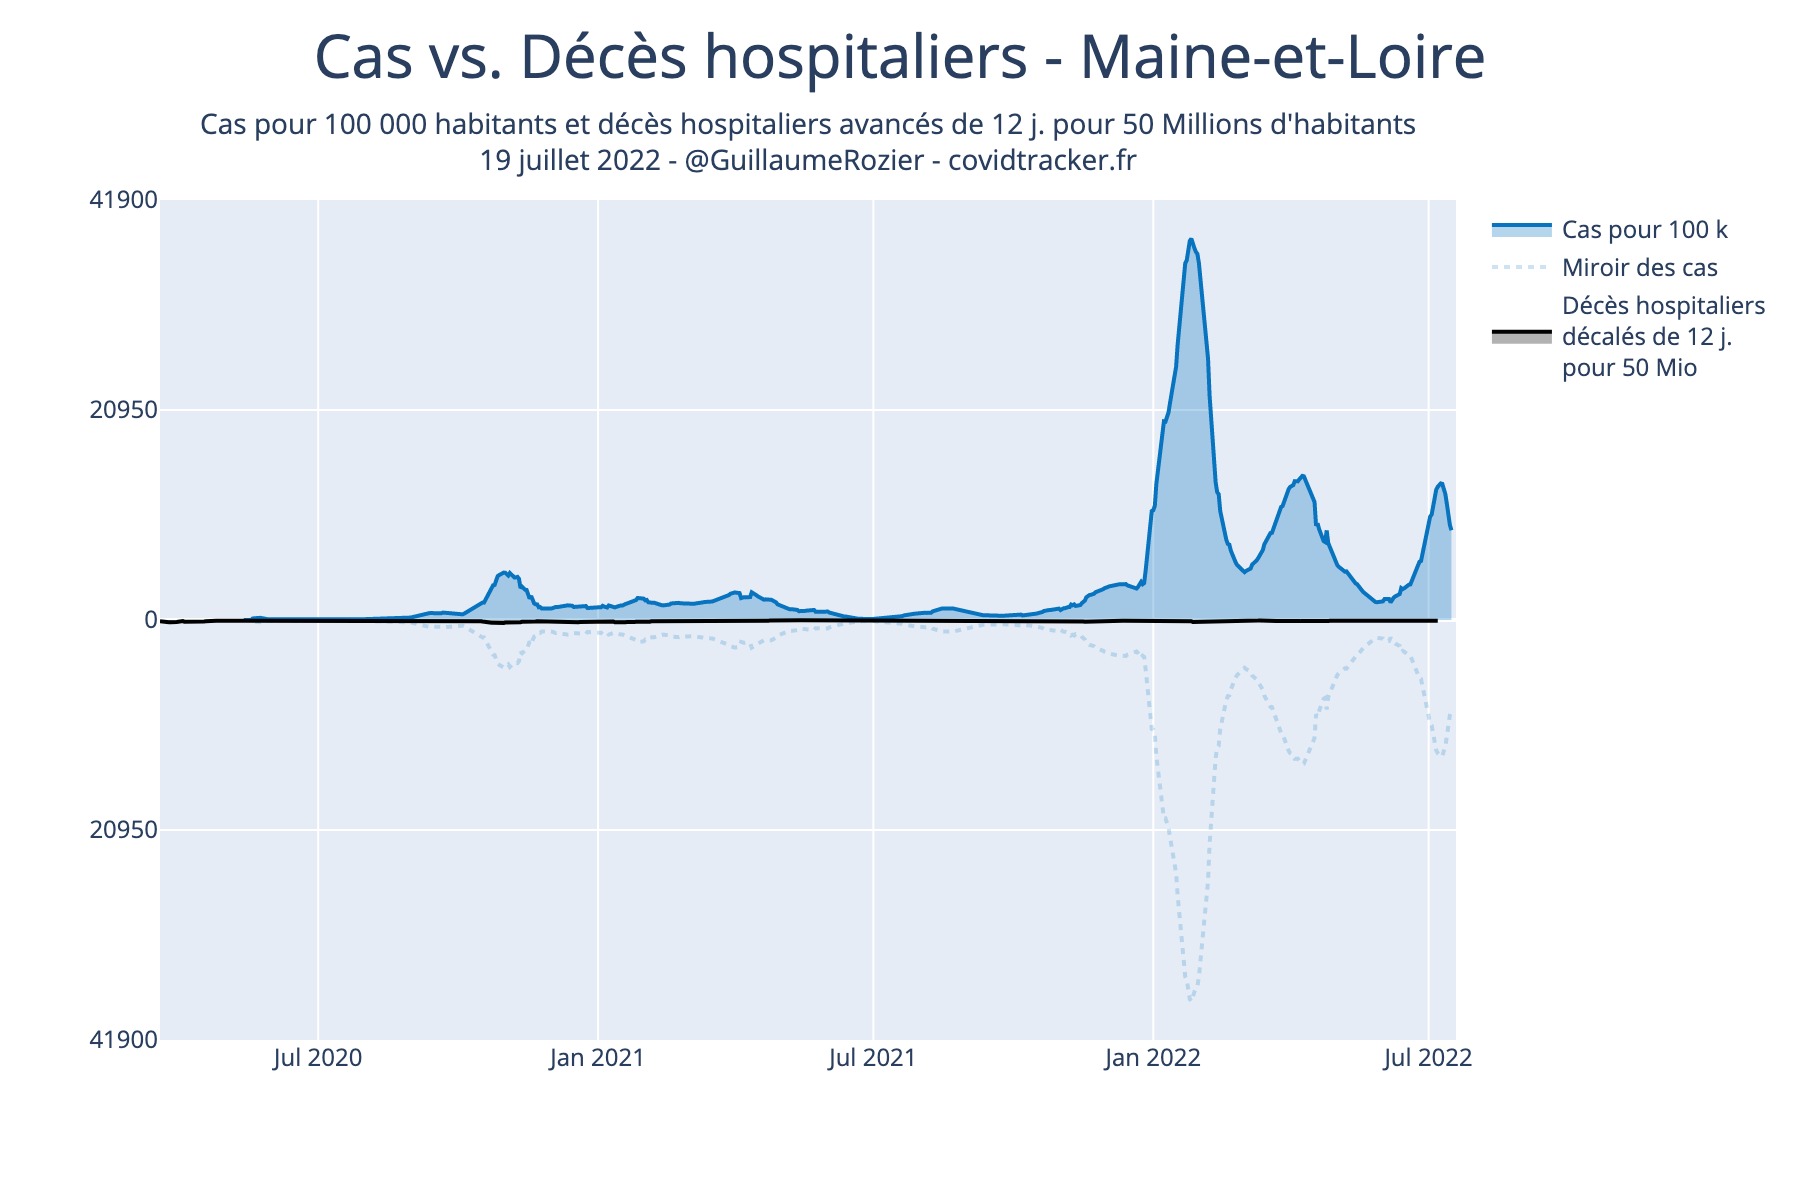 Cas vs. Décès hospitaliers - Maine-et-Loire
Cas pour 100 000 habitants et décès hospitaliers avancés de 12 j. pour 50 Millions d'habitants
19 juillet 2022 - @GuillaumeRozier - covidtracker.fr
41900
20950
0
20950
41900
Jul 2020
Jan 2021
Jul 2021
Jan 2022
Jul 2022
Cas pour 100 k
Miroir des cas
Décès hospitaliers
décalés de 12 j.
pour 50 Mio